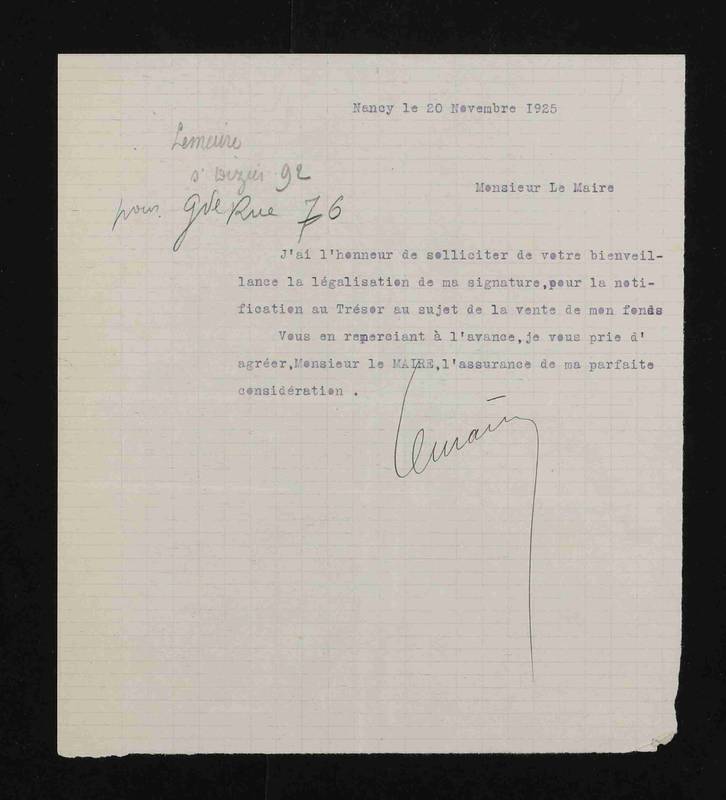 Nancy le 20 Novembre 1925
Lemaire
St Dizier 92
pour Gde Rue 76
Monsieur Le Maire
J'ai l'honneur de solliciter de votre bienveil-
lance la légalisation de ma signature,pour la noti-
fication au Trésor au sujet de la vente de mon fonds
Vous en remerciant à l'avance,je vous prie d'
agréer,Monsieur le MAIRE,l'assurance de ma parfaite
considération .
Lemaire